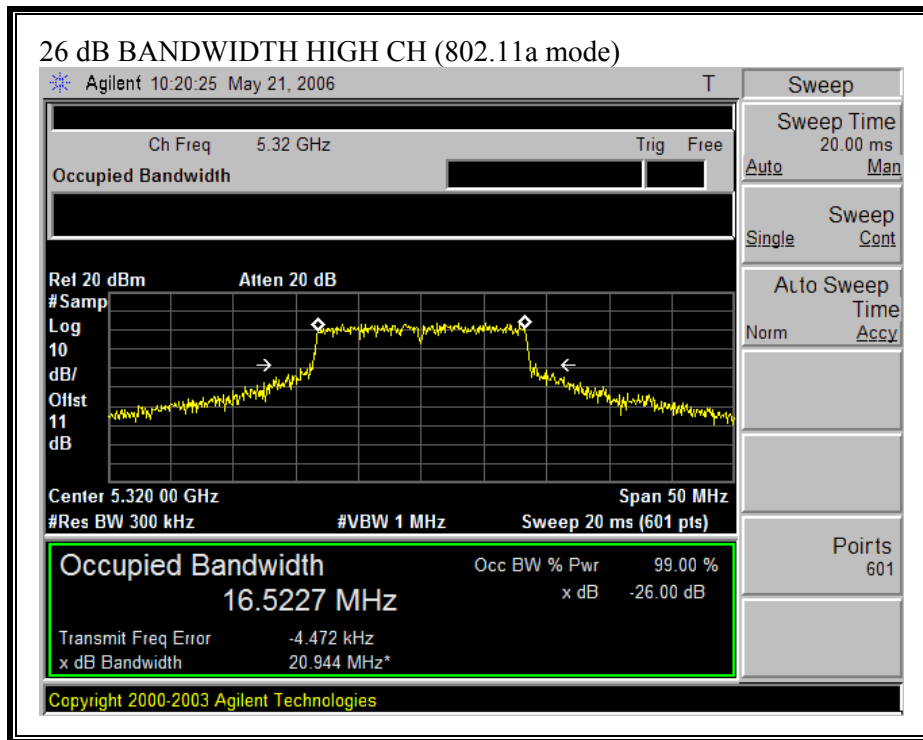 26 dB BANDWIDTH HIGH CH (802.11a mode)
Agilent 10:20:25 May 21, 2006 T
Sweep
Ch Freq 5.32 GHz Trig Free
Occupied Bandwidth
Sweep Time
20.00 ms
Auto Man
Sweep
Single Cont
Auto Sweep
Time
Norm Accy
Ref 20 dBm Atten 20 dB
#Samp
Log
10
dB/
Offst
11
dB
Center 5.320 00 GHz Span 50 MHz
#Res BW 300 kHz #VBW 1 MHz Sweep 20 ms (601 pts)
Points
601
Occupied Bandwidth Occ BW % Pwr 99.00 %
16.5227 MHz x dB -26.00 dB
Transmit Freq Error -4.472 kHz
x dB Bandwidth 20.944 MHz*
Copyright 2000-2003 Agilent Technologies